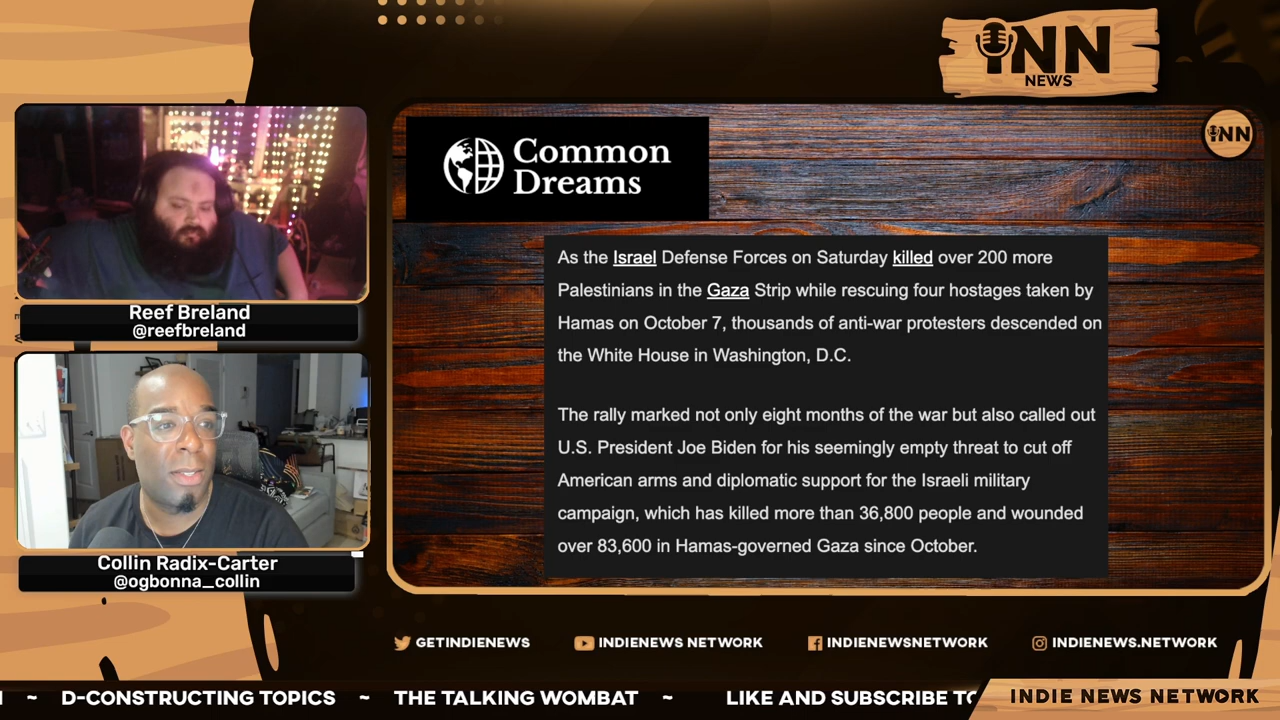 INN
NEWS
Common
Dreams
INN
As the Israel Defense Forces on Saturday killed over 200 more
Palestinians in the Gaza Strip while rescuing four hostages taken by
Hamas on October 7, thousands of anti-war protesters descended on
the White House in Washington, D.C.
The rally marked not only eight months of the war but also called out
U.S. President Joe Biden for his seemingly empty threat to cut off
American arms and diplomatic support for the Israeli military
campaign, which has killed more than 36,800 people and wounded
over 83,600 in Hamas-governed Gaza since October.
Reef Breland
@reefbreland
Collin Radix-Carter
@ogbonna_collin
GETINDIENEWS
INDIENEWS NETWORK
INDIENEWSNETWORK
INDIENEWS.NETWORK
~ D-CONSTRUCTING TOPICS ~ THE TALKING WOMBAT ~ LIKE AND SUBSCRIBE TO
INDIE NEWS NETWORK